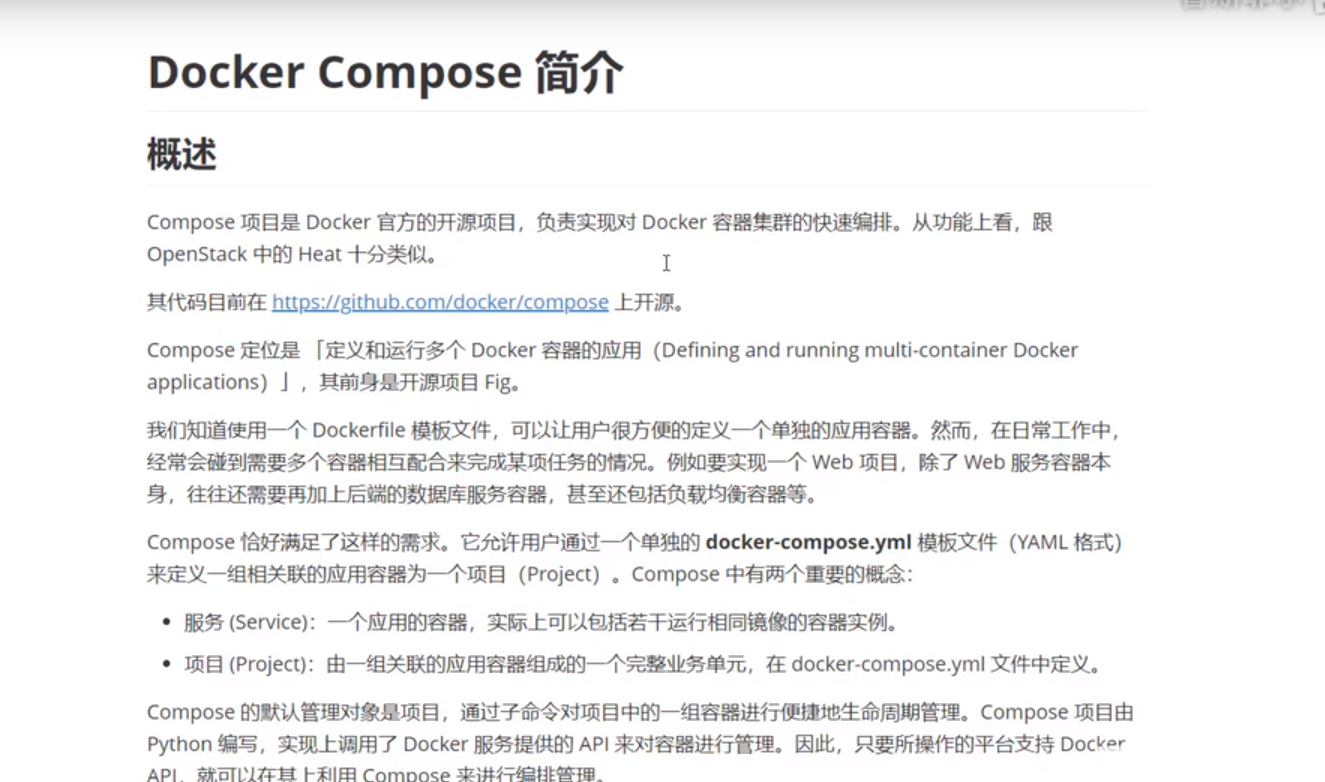 Docker Compose 简介
概述
Compose 项目是 Docker 官方的开源项目，负责实现对 Docker 容器集群的快速编排。从功能上看，跟
OpenStack 中的 Heat 十分类似。
其代码目前在 https://github.com/docker/compose 上开源。
Compose 定位是 「定义和运行多个 Docker 容器的应用（Defining and running multi-container Docker
applications）」，其前身是开源项目 Fig。
我们知道使用一个 Dockerfile 模板文件，可以让用户很方便的定义一个单独的应用容器。然而，在日常工作中，
经常会碰到需要多个容器相互配合来完成某项任务的情况。例如要实现一个 Web 项目，除了 Web 服务容器本
身，往往还需要再加上后端的数据库服务容器，甚至还包括负载均衡容器等。
Compose 恰好满足了这样的需求。它允许用户通过一个单独的 docker-compose.yml 模板文件（YAML 格式）
来定义一组相关联的应用容器为一个项目（Project）。Compose 中有两个重要的概念：
• 服务 (Service)：一个应用的容器，实际上可以包括若干运行相同镜像的容器实例。
• 项目 (Project)：由一组关联的应用容器组成的一个完整业务单元，在 docker-compose.yml 文件中定义。
Compose 的默认管理对象是项目，通过子命令对项目中的一组容器进行便捷地生命周期管理。Compose 项目由
Python 编写，实现上调用了 Docker 服务提供的 API 来对容器进行管理。因此，只要所操作的平台支持 Docker
API，就可以在其上利用 Compose 来进行编排管理。